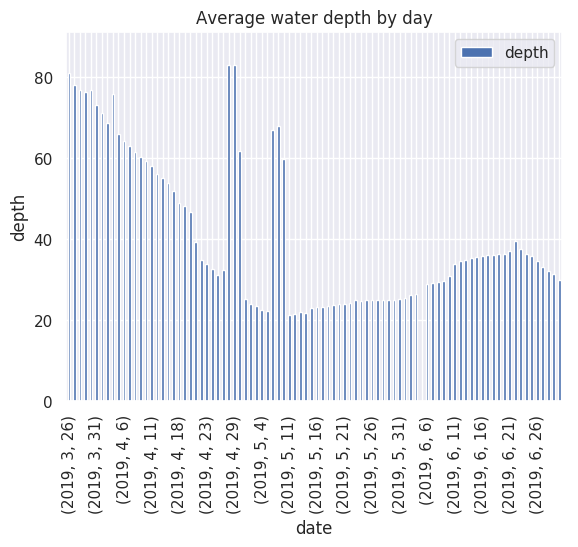 Average water depth by day
depth
depth
80
60
40
20
0
(2019, 3, 26)
(2019, 3, 31)
(2019, 4, 6)
(2019, 4, 11)
(2019, 4, 18)
(2019, 4, 23)
(2019, 4, 29)
(2019, 5, 4)
(2019, 5, 11)
(2019, 5, 16)
(2019, 5, 21)
(2019, 5, 26)
(2019, 5, 31)
(2019, 6, 6)
(2019, 6, 11)
(2019, 6, 16)
(2019, 6, 21)
(2019, 6, 26)
date